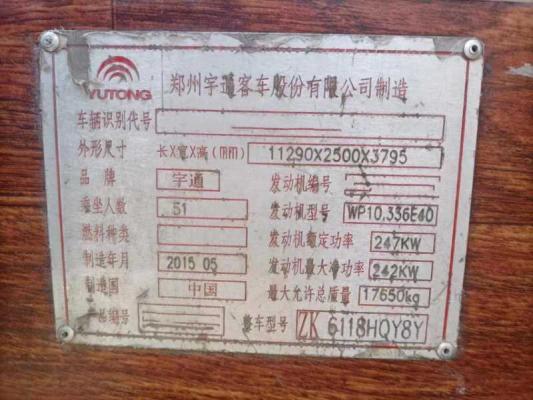 YUTONG
郑州宇通客车股份有限公司制造
车辆识别代号
外形尺寸 长X宽X高(mm) 11290X2500X3795
品牌 宇通 发动机编号
乘坐人数 51 发动机型号 WP10.336E40
燃料种类 发动机额定功率 247KW
制造年月 2015 05 发动机最大净功率 242KW
制造国 中国 最大允许总质量 17650kg
编号 整车型号 ZK 6118HQY8Y